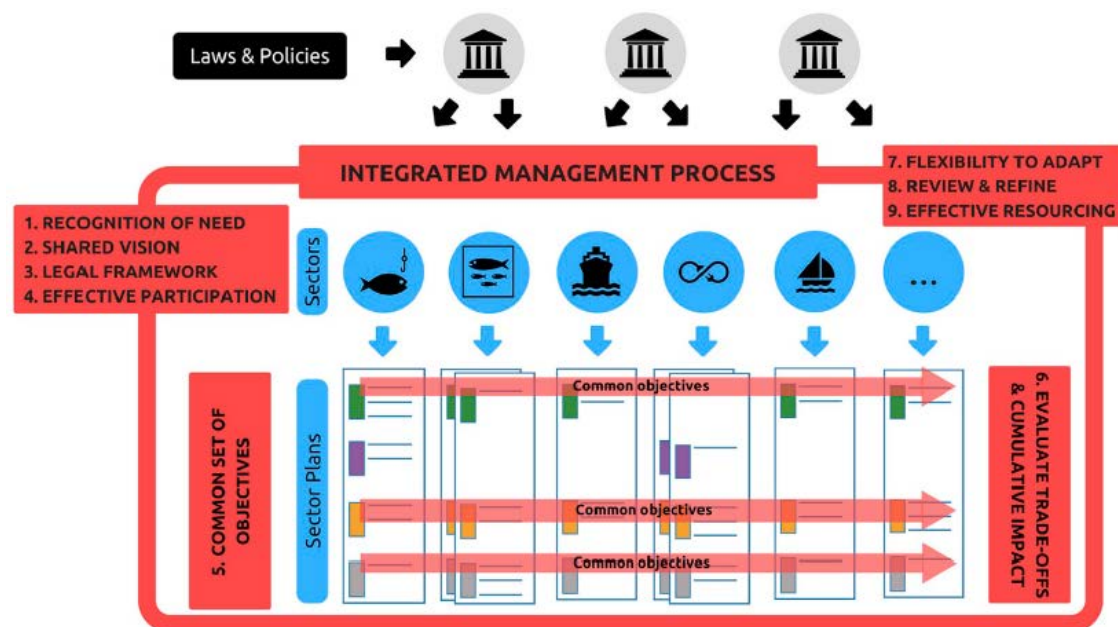 Laws & Policies
INTEGRATED MANAGEMENT PROCESS
7. FLEXIBILITY TO ADAPT
8. REVIEW & REFINE
9. EFFECTIVE RESOURCING
1. RECOGNITION OF NEED
2. SHARED VISION
3. LEGAL FRAMEWORK
4. EFFECTIVE PARTICIPATION
Sectors
...
5. COMMON SET OF
OBJECTIVES
Sector Plans
Common objectives
Common objectives
Common objectives
6. EVALUATE TRADE-OFFS
& CUMULATIVE IMPACT